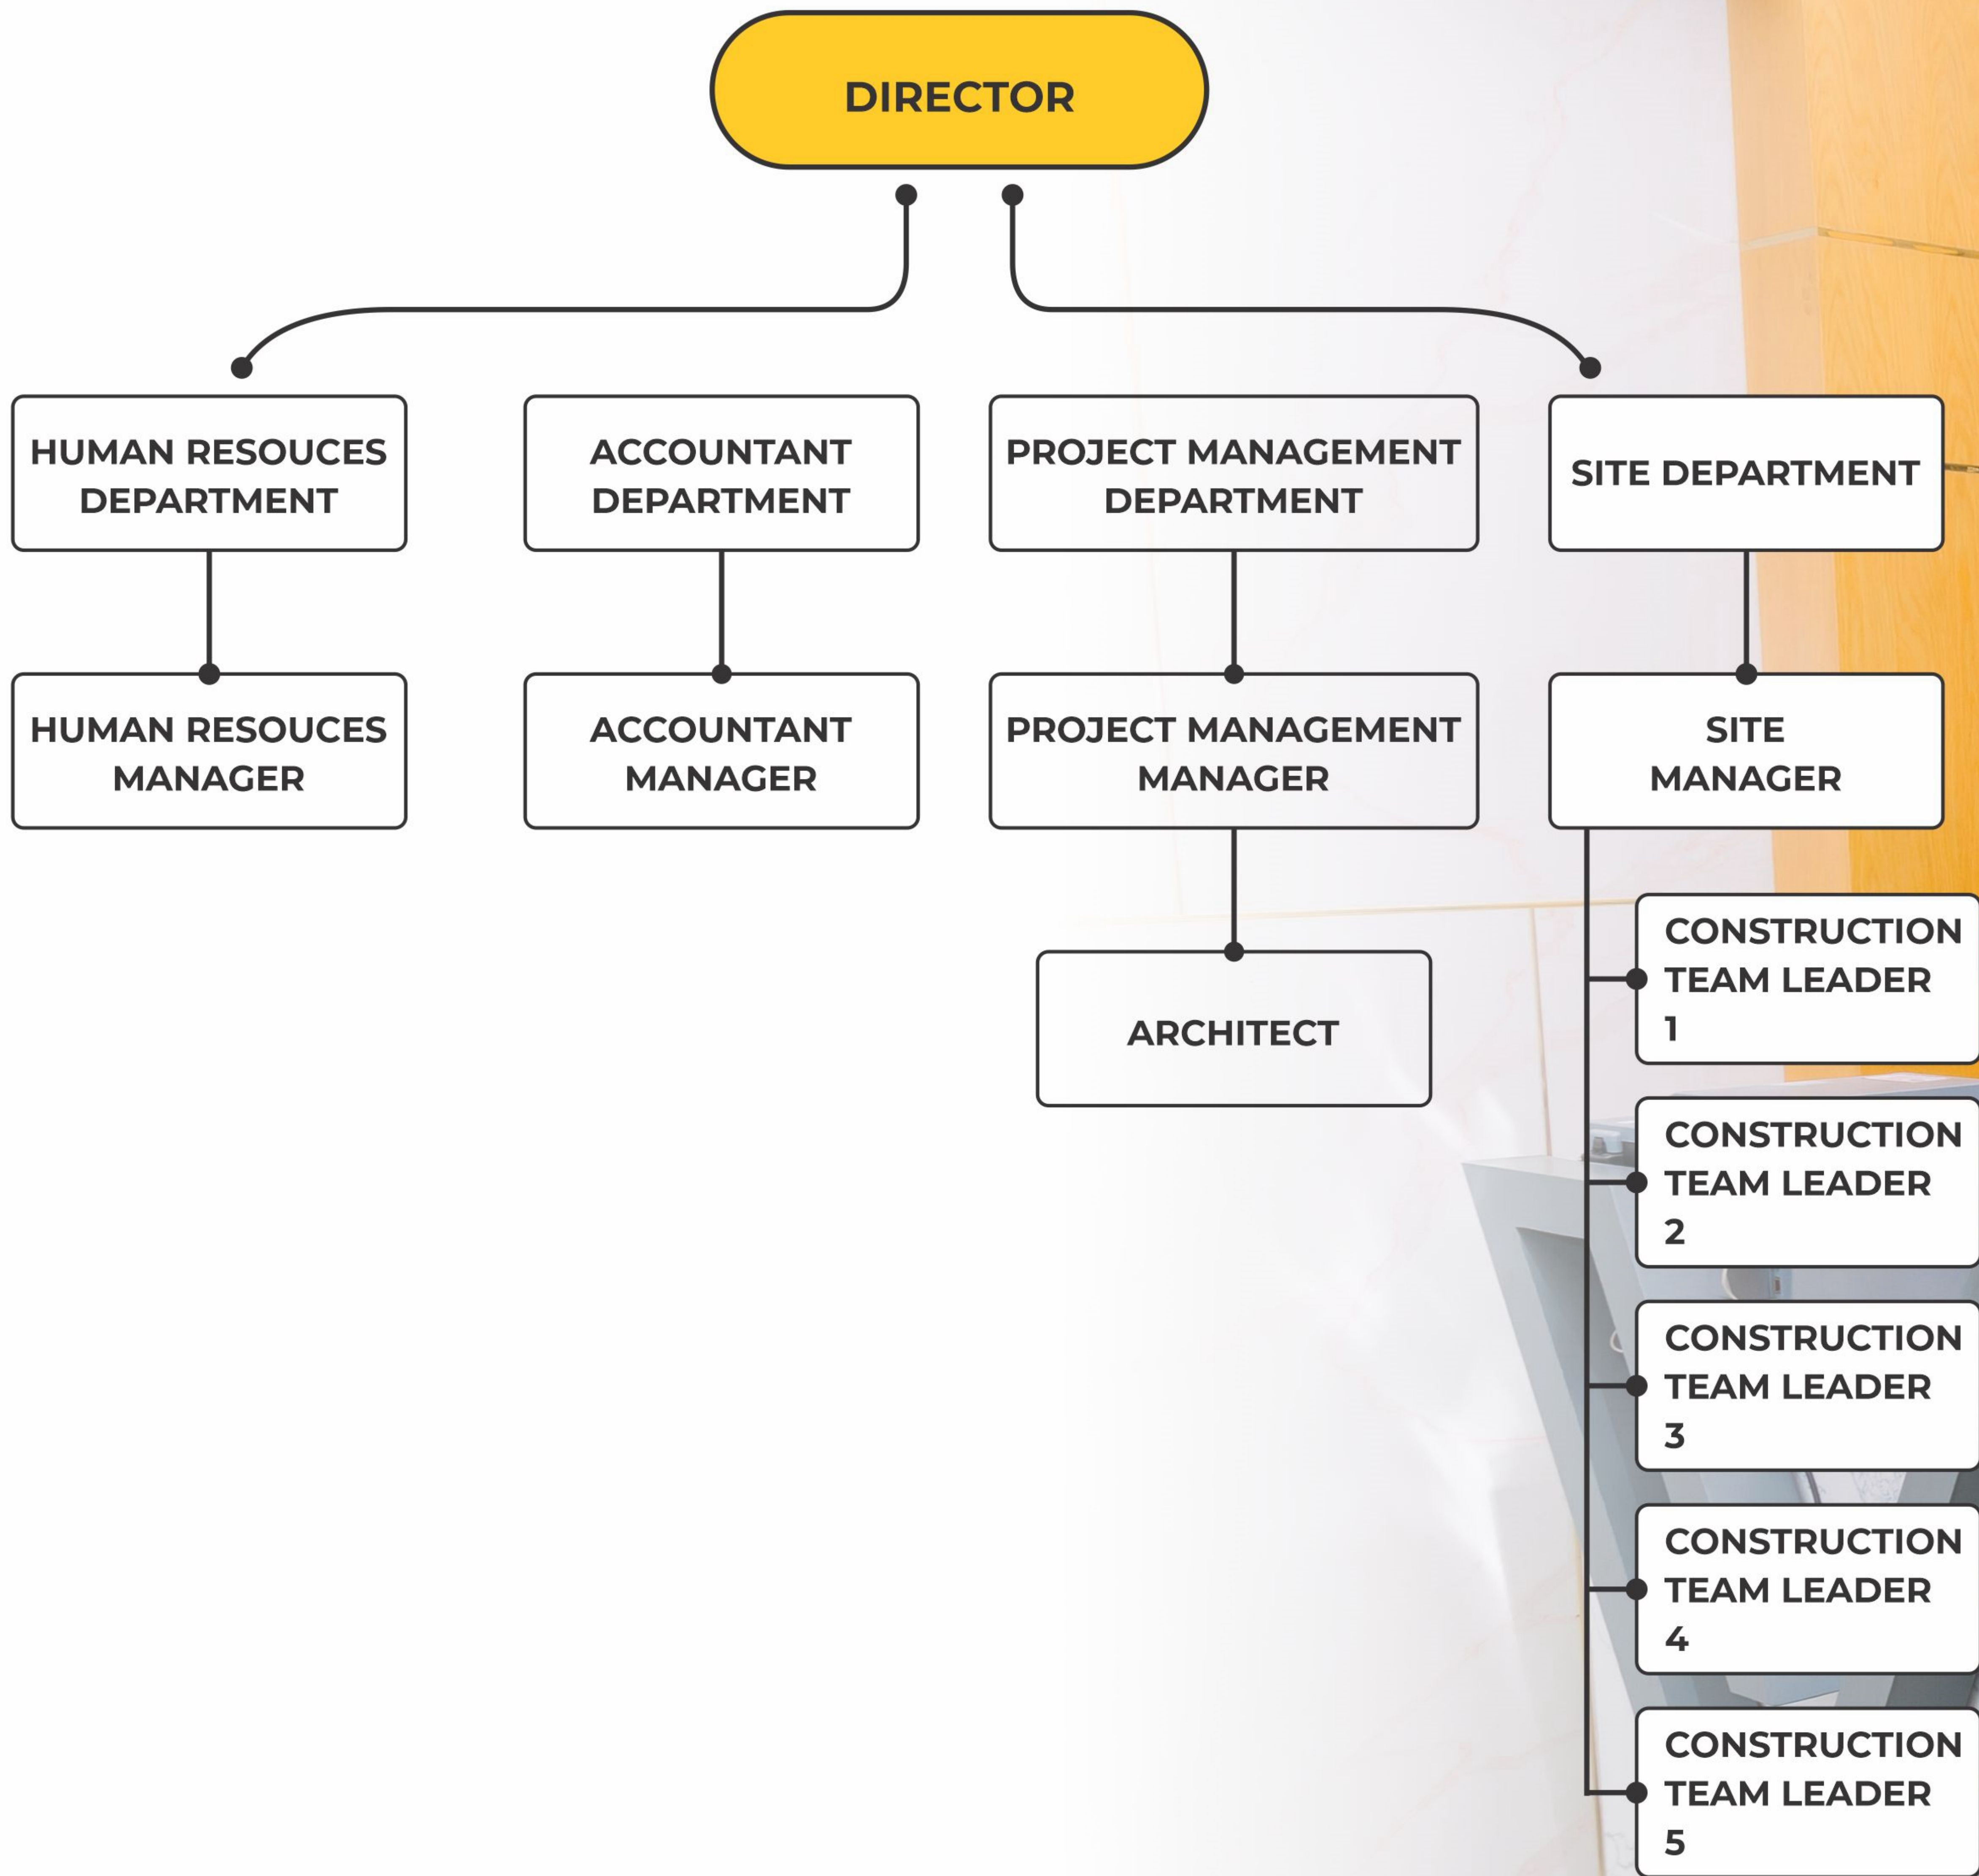 DIRECTOR
HUMAN RESOUCES
DEPARTMENT
ACCOUNTANT
DEPARTMENT
PROJECT MANAGEMENT
DEPARTMENT
SITE DEPARTMENT
HUMAN RESOUCES
MANAGER
ACCOUNTANT
MANAGER
PROJECT MANAGEMENT
MANAGER
SITE
MANAGER
ARCHITECT
CONSTRUCTION
TEAM LEADER
1
CONSTRUCTION
TEAM LEADER
2
CONSTRUCTION
TEAM LEADER
3
CONSTRUCTION
TEAM LEADER
4
CONSTRUCTION
TEAM LEADER
5